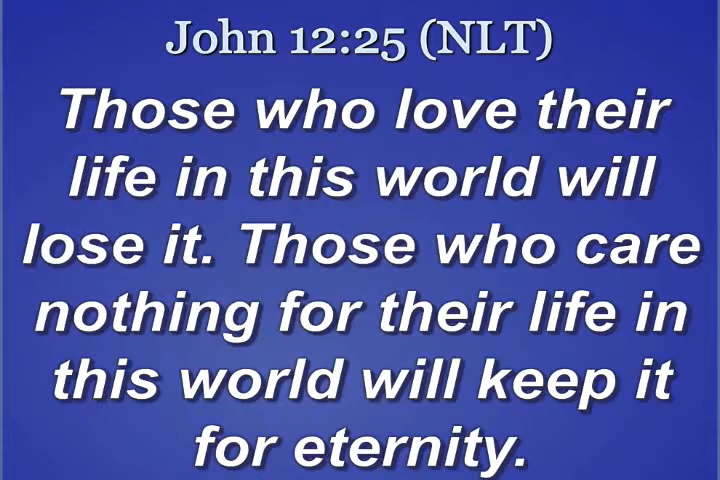 John 12:25 (NLT)
Those who love their
life in this world will
lose it. Those who care
nothing for their life in
this world will keep it
for eternity.